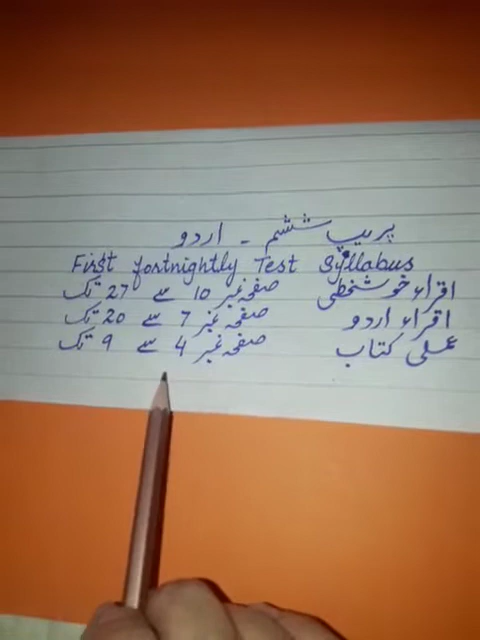 پریپ ششم - اردو
First fortnightly Test Syllabus
اقراء خوشخطی صفحہ نمبر 10 سے 27 تک
اقراء اردو صفحہ نمبر 7 سے 20 تک
عملی کتاب صفحہ نمبر 4 سے 9 تک